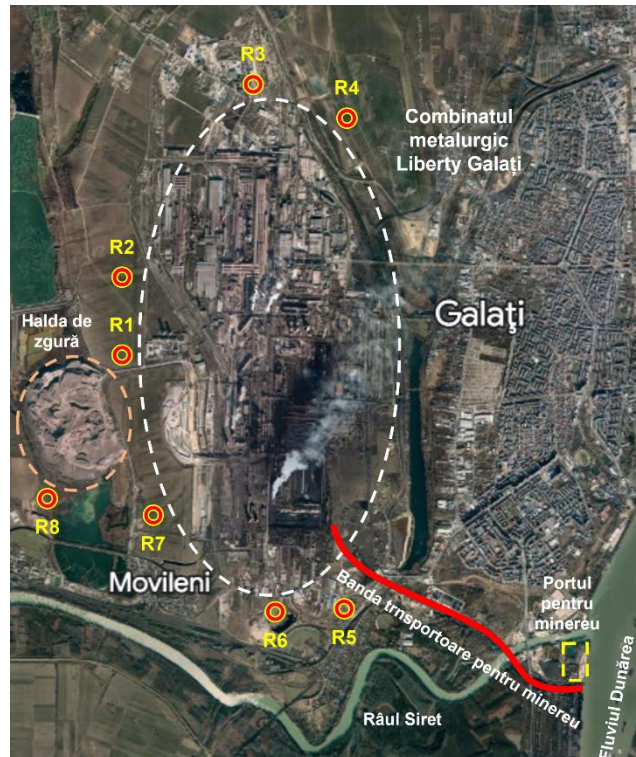 R3
R4
Combinatul
metalurgic
Liberty Galați
R2
Galaţi
Halda de
zgură
R1
R8
R7
Movileni
Banda trnsportoare pentru minereu
Portul
pentru
minereu
R6
R5
Râul Siret
Fluviul Dunărea